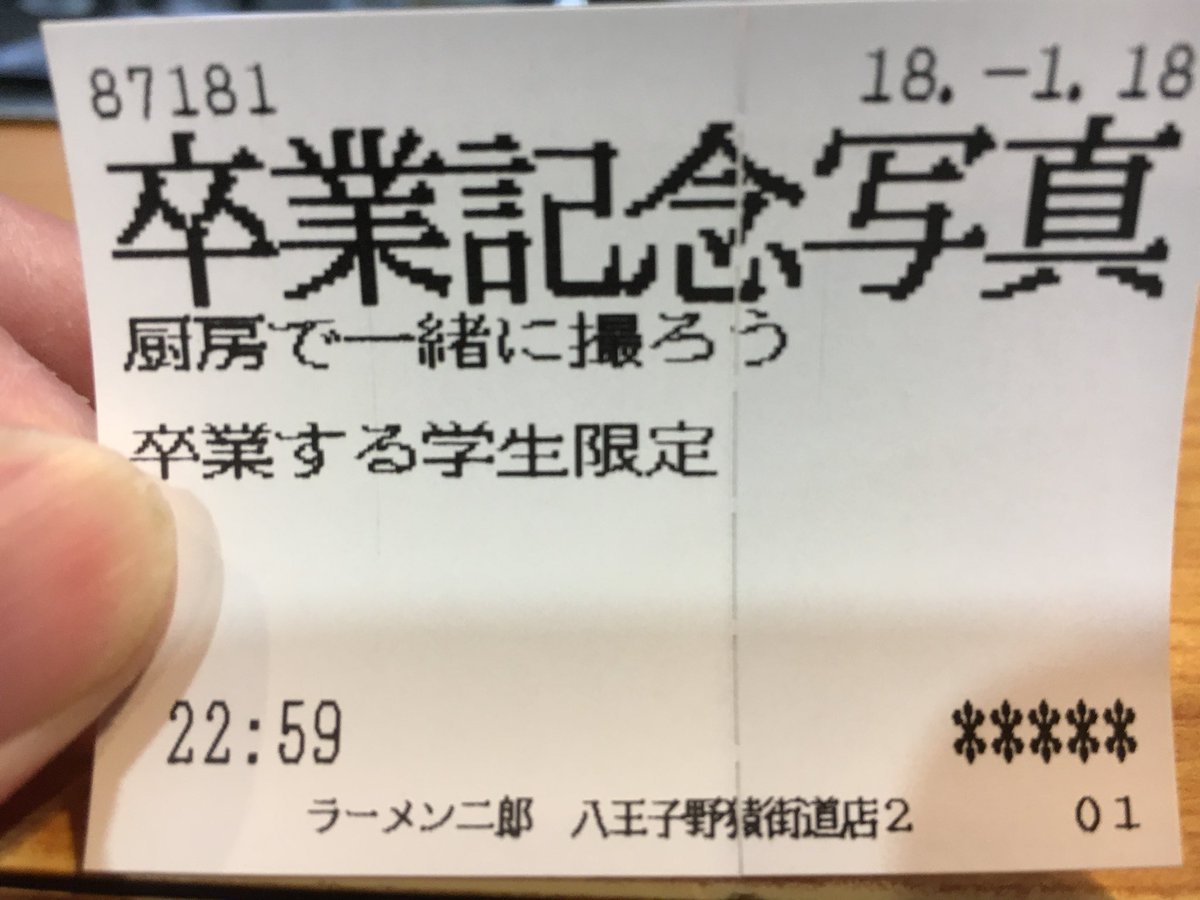 87181 18.-1.18
卒業記念写真
厨房で一緒に撮ろう
卒業する学生限定
22:59 *****
ラーメン二郎 八王子野猿街道店2 01